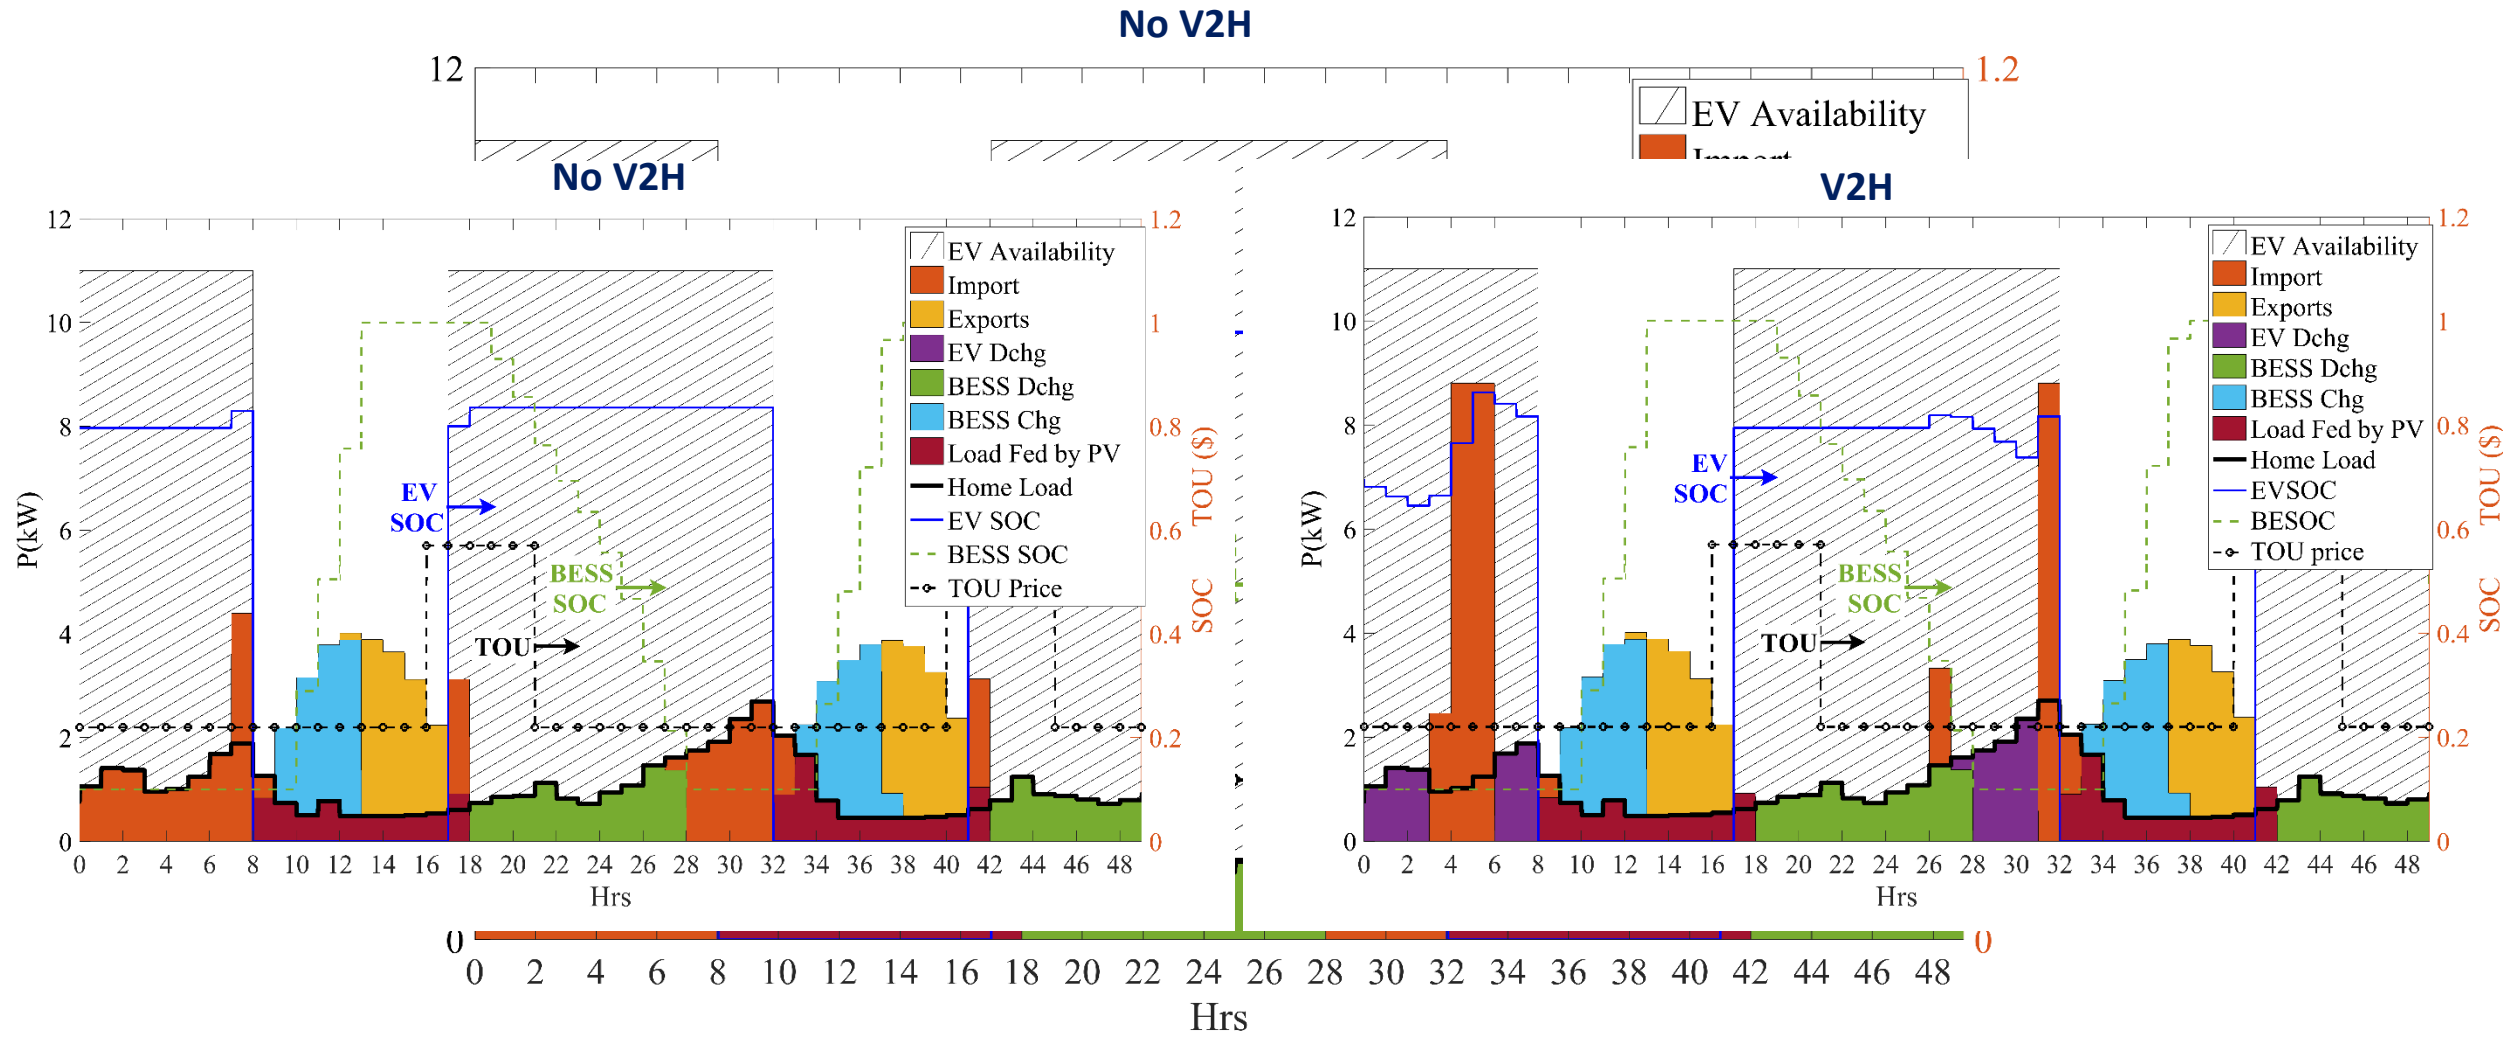 No V2H
12
1.2
EV Availability
Import
No V2H
12
10
8
6
4
2
0
P(kW)
1.2
1
0.8
0.6
0.4
0.2
0
SOC TOU ($)
EV Availability
Import
Exports
EV Dchg
BESS Dchg
BESS Chg
Load Fed by PV
Home Load
EV SOC
BESS SOC
TOU Price
EV
SOC
BESS
SOC
TOU
0 2 4 6 8 10 12 14 16 18 20 22 24 26 28 30 32 34 36 38 40 42 44 46 48
Hrs
V2H
12
10
8
6
4
2
0
P(kW)
1.2
1
0.8
0.6
0.4
0.2
0
SOC TOU ($)
EV Availability
Import
Exports
EV Dchg
BESS Dchg
BESS Chg
Load Fed by PV
Home Load
EVSOC
BESOC
TOU price
EV
SOC
BESS
SOC
TOU
0 2 4 6 8 10 12 14 16 18 20 22 24 26 28 30 32 34 36 38 40 42 44 46 48
Hrs
0
0
0 2 4 6 8 10 12 14 16 18 20 22 24 26 28 30 32 34 36 38 40 42 44 46 48
Hrs